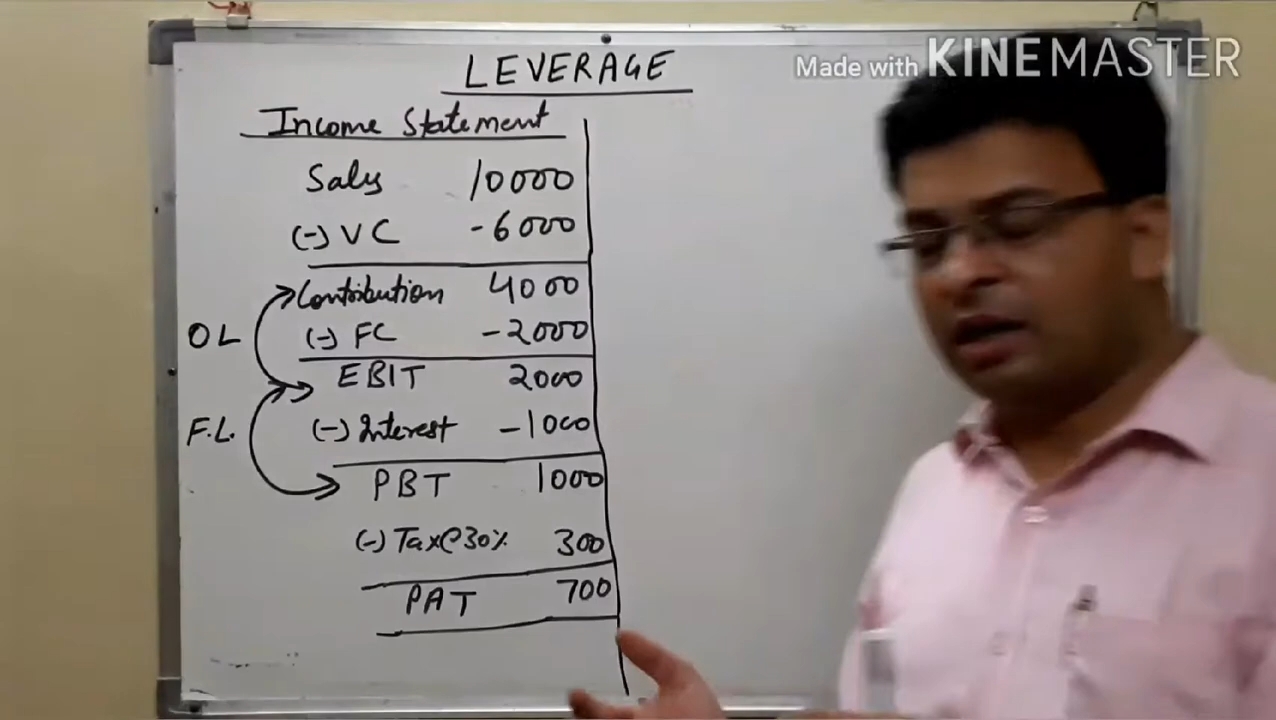 LEVERAGE
Made with KINEMASTER
Income Statement
Sales 10000
(-) VC -6000
Contribution 4000
OL
(-) FC -2000
EBIT 2000
F.L.
(-) Interest -1000
PBT 1000
(-) Tax@30% 300
PAT 700